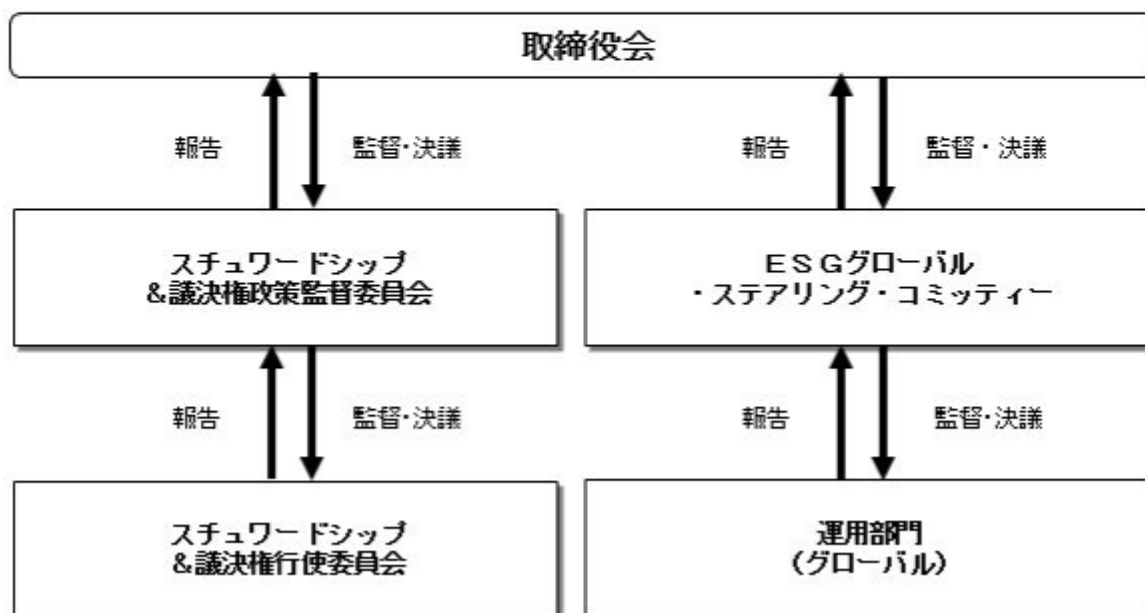 取締役会
報告
監督・決議
報告
監督・決議
スチュワードシップ
&議決権政策監督委員会
ESGグローバル
・ステアリング・コミッティー
報告
監督・決議
報告
監督・決議
スチュワードシップ
&議決権行使委員会
運用部門
(グローバル)